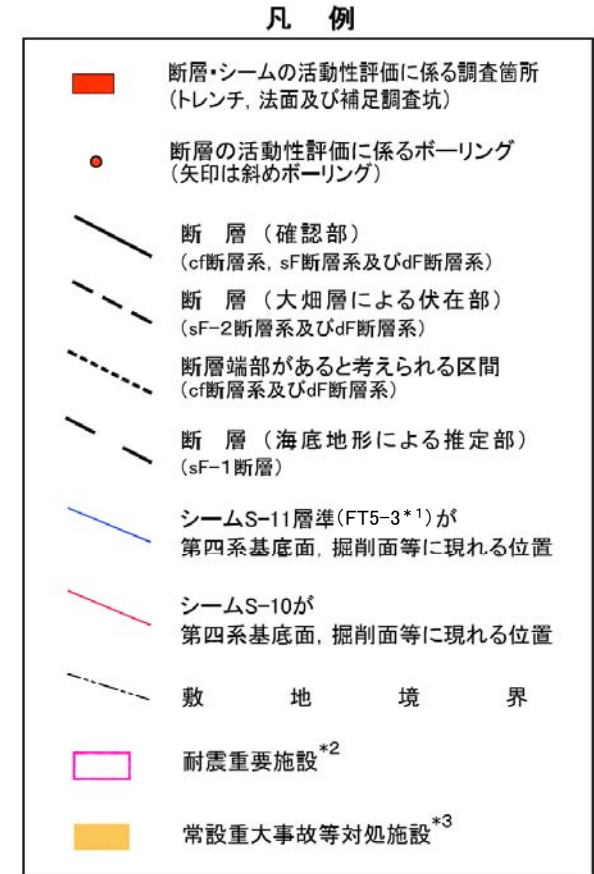 凡　例
断層・シームの活動性評価に係る調査箇所
(トレンチ, 法面及び補足調査坑)
断層の活動性評価に係るボーリング
(矢印は斜めボーリング)
断　層 (確認部)
(cf断層系, sF断層系及びdF断層系)
断　層 (大畑層による伏在部)
(sF-2断層系及びdF断層系)
断層端部があると考えられる区間
(cf断層系及びdF断層系)
断　層 (海底地形による推定部)
(sF-1断層)
シームS-11層準(FT5-3*1)が
第四系基底面, 掘削面等に現れる位置
シームS-10が
第四系基底面, 掘削面等に現れる位置
敷　地　境　界
耐震重要施設*2
常設重大事故等対処施設*3